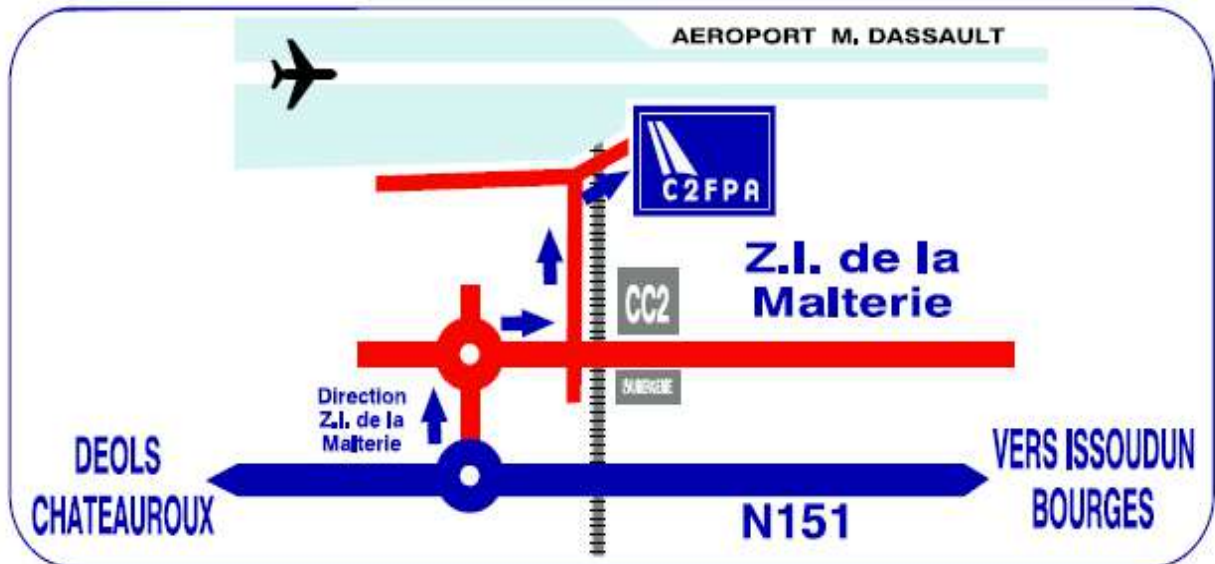 AEROPORT M. DASSAULT
C2FPA
Z.I. de la
Malterie
CC2
Direction
Z.I. de la
Malterie
DEOLS
CHATEAUROUX
VERS ISSOUDUN
BOURGES
N151